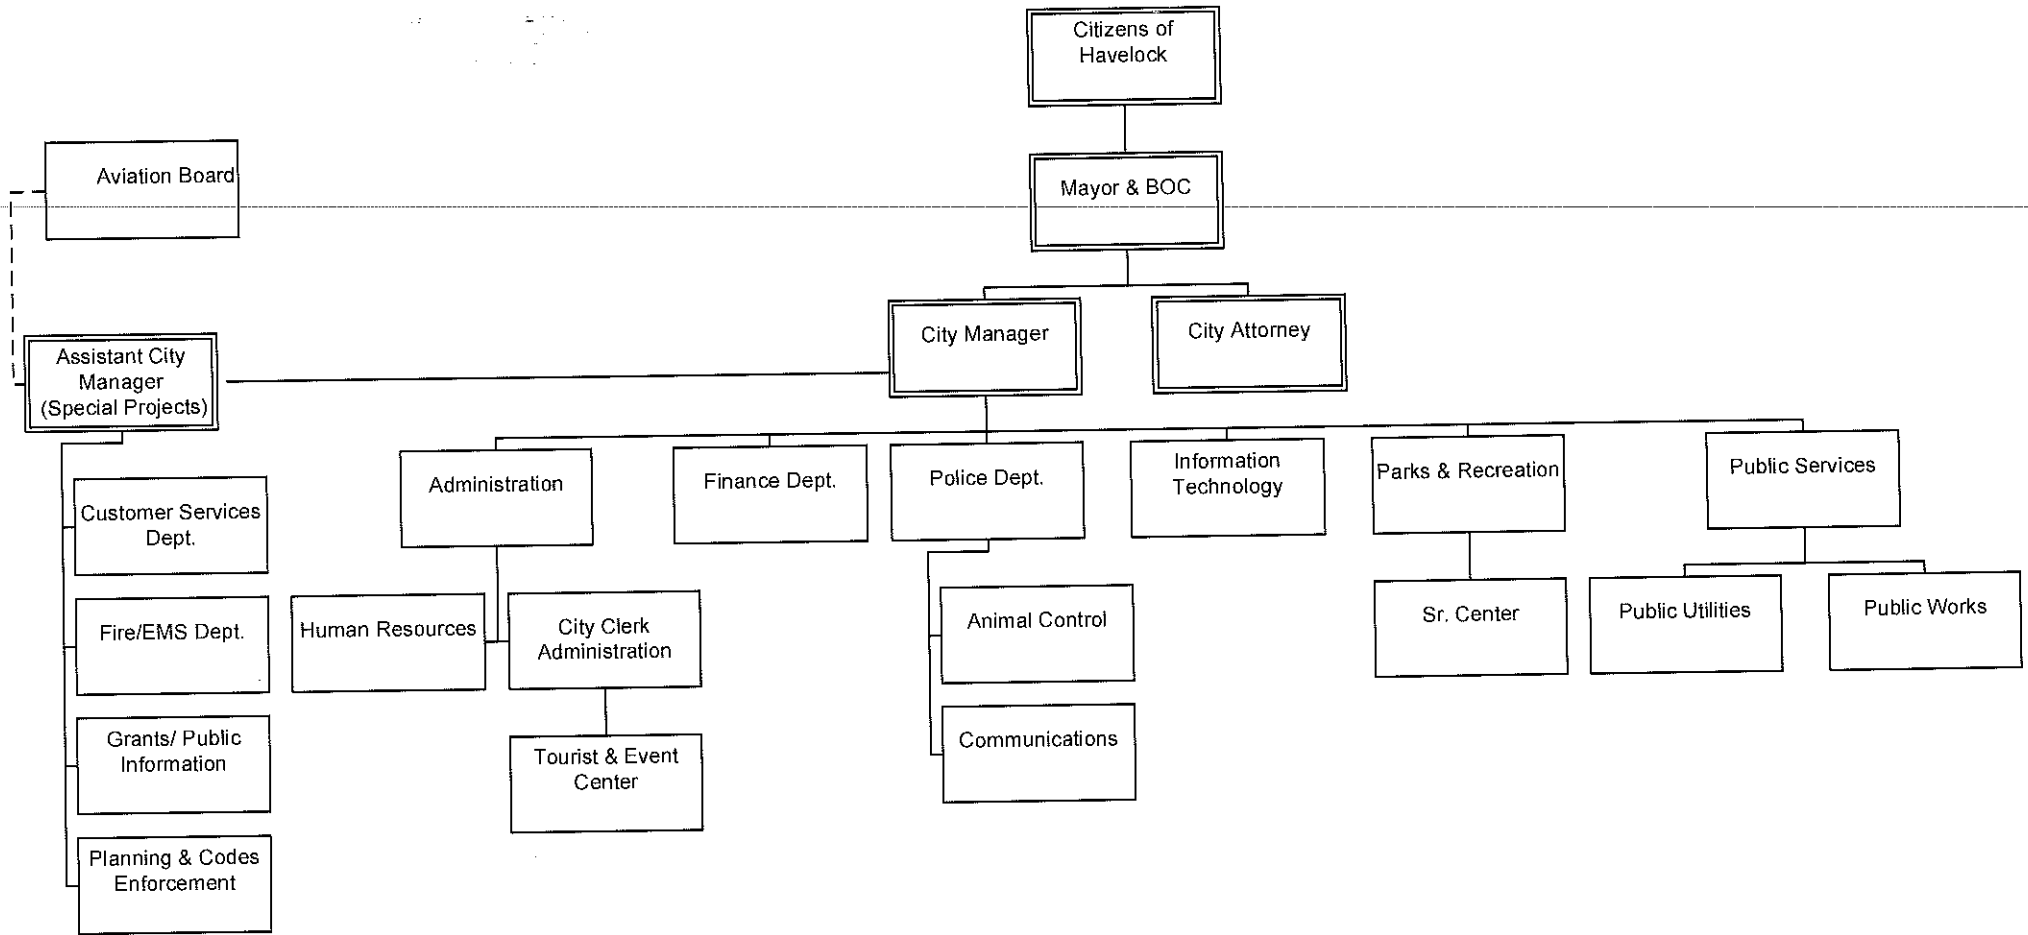 Citizens of
Havelock
Aviation Board
Mayor & BOC
City Manager
City Attorney
Assistant City
Manager
(Special Projects)
Administration
Finance Dept.
Police Dept.
Information
Technology
Parks & Recreation
Public Services
Customer Services
Dept.
Fire/EMS Dept.
Human Resources
City Clerk
Administration
Animal Control
Sr. Center
Public Utilities
Public Works
Grants/ Public
Information
Tourist & Event
Center
Communications
Planning & Codes
Enforcement